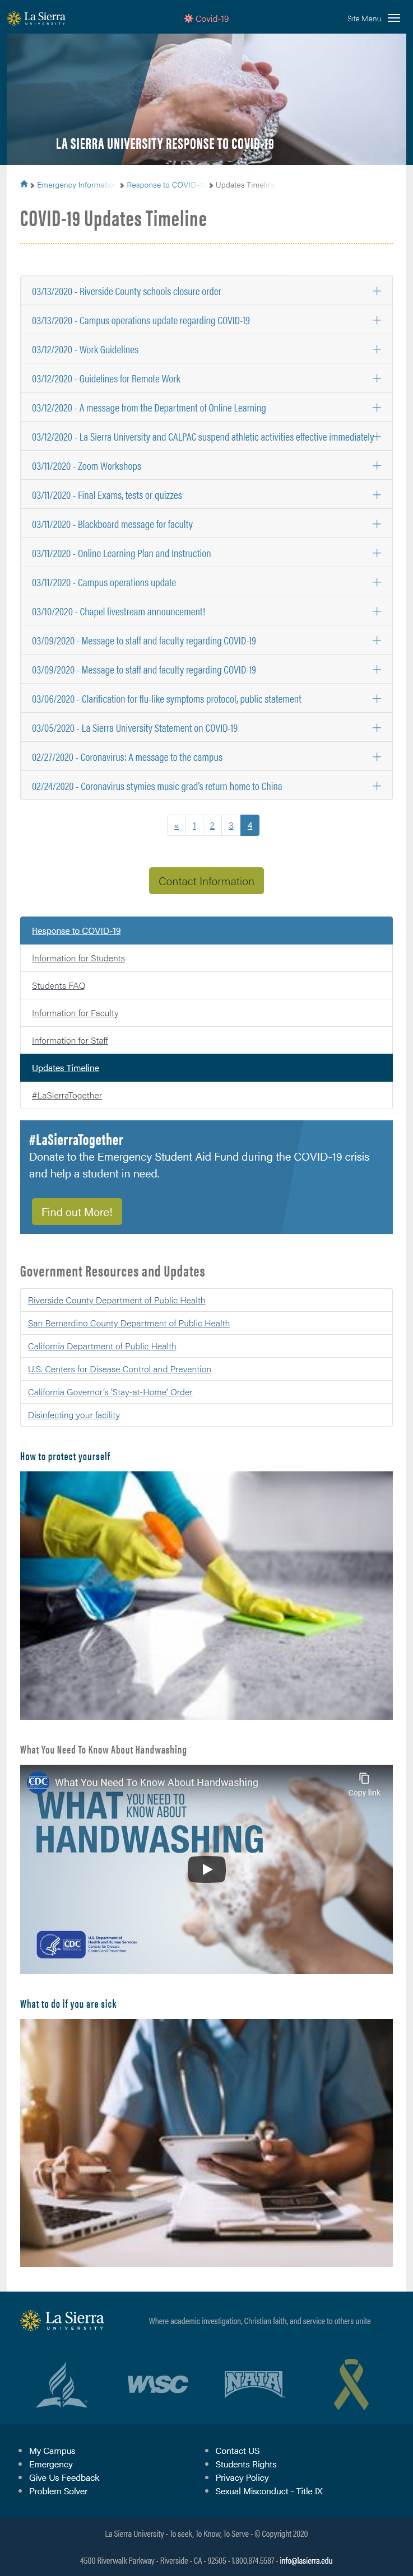 La Sierra
UNIVERSITY
Covid-19
Site Menu
LA SIERRA UNIVERSITY RESPONSE TO COVID-19
Emergency Information
Response to COVID-19
Updates Timeline
COVID-19 Updates Timeline
03/13/2020 - Riverside County schools closure order
03/13/2020 - Campus operations update regarding COVID-19
03/12/2020 - Work Guidelines
03/12/2020 - Guidelines for Remote Work
03/12/2020 - A message from the Department of Online Learning
03/12/2020 - La Sierra University and CALPAC suspend athletic activities effective immediately
03/11/2020 - Zoom Workshops
03/11/2020 - Final Exams, tests or quizzes
03/11/2020 - Blackboard message for faculty
03/11/2020 - Online Learning Plan and Instruction
03/11/2020 - Campus operations update
03/10/2020 - Chapel livestream announcement!
03/09/2020 - Message to staff and faculty regarding COVID-19
03/09/2020 - Message to staff and faculty regarding COVID-19
03/06/2020 - Clarification for flu-like symptoms protocol, public statement
03/05/2020 - La Sierra University Statement on COVID-19
02/27/2020 - Coronavirus: A message to the campus
02/24/2020 - Coronavirus stymies music grad's return home to China
« 1 2 3 4
Contact Information
Response to COVID-19
Information for Students
Students FAQ
Information for Faculty
Information for Staff
Updates Timeline
#LaSierraTogether
#LaSierraTogether
Donate to the Emergency Student Aid Fund during the COVID-19 crisis
and help a student in need.
Find out More!
Government Resources and Updates
Riverside County Department of Public Health
San Bernardino County Department of Public Health
California Department of Public Health
U.S. Centers for Disease Control and Prevention
California Governor's 'Stay-at-Home' Order
Disinfecting your facility
How to protect yourself
What You Need To Know About Handwashing
CDC
What You Need To Know About Handwashing
Copy link
WHAT YOU NEED TO
KNOW ABOUT
HANDWASHING
CDC
U.S. Department of
Health and Human Services
Centers for Disease
Control and Prevention
What to do if you are sick
La Sierra
UNIVERSITY
Where academic investigation, Christian faith, and service to others unite
WASC
NAIA
My Campus
Emergency
Give Us Feedback
Problem Solver
Contact US
Students Rights
Privacy Policy
Sexual Misconduct - Title IX
La Sierra University - To seek, To Know, To Serve - © Copyright 2020
4500 Riverwalk Parkway - Riverside - CA - 92505 - 1.800.874.5587 - info@lasierra.edu